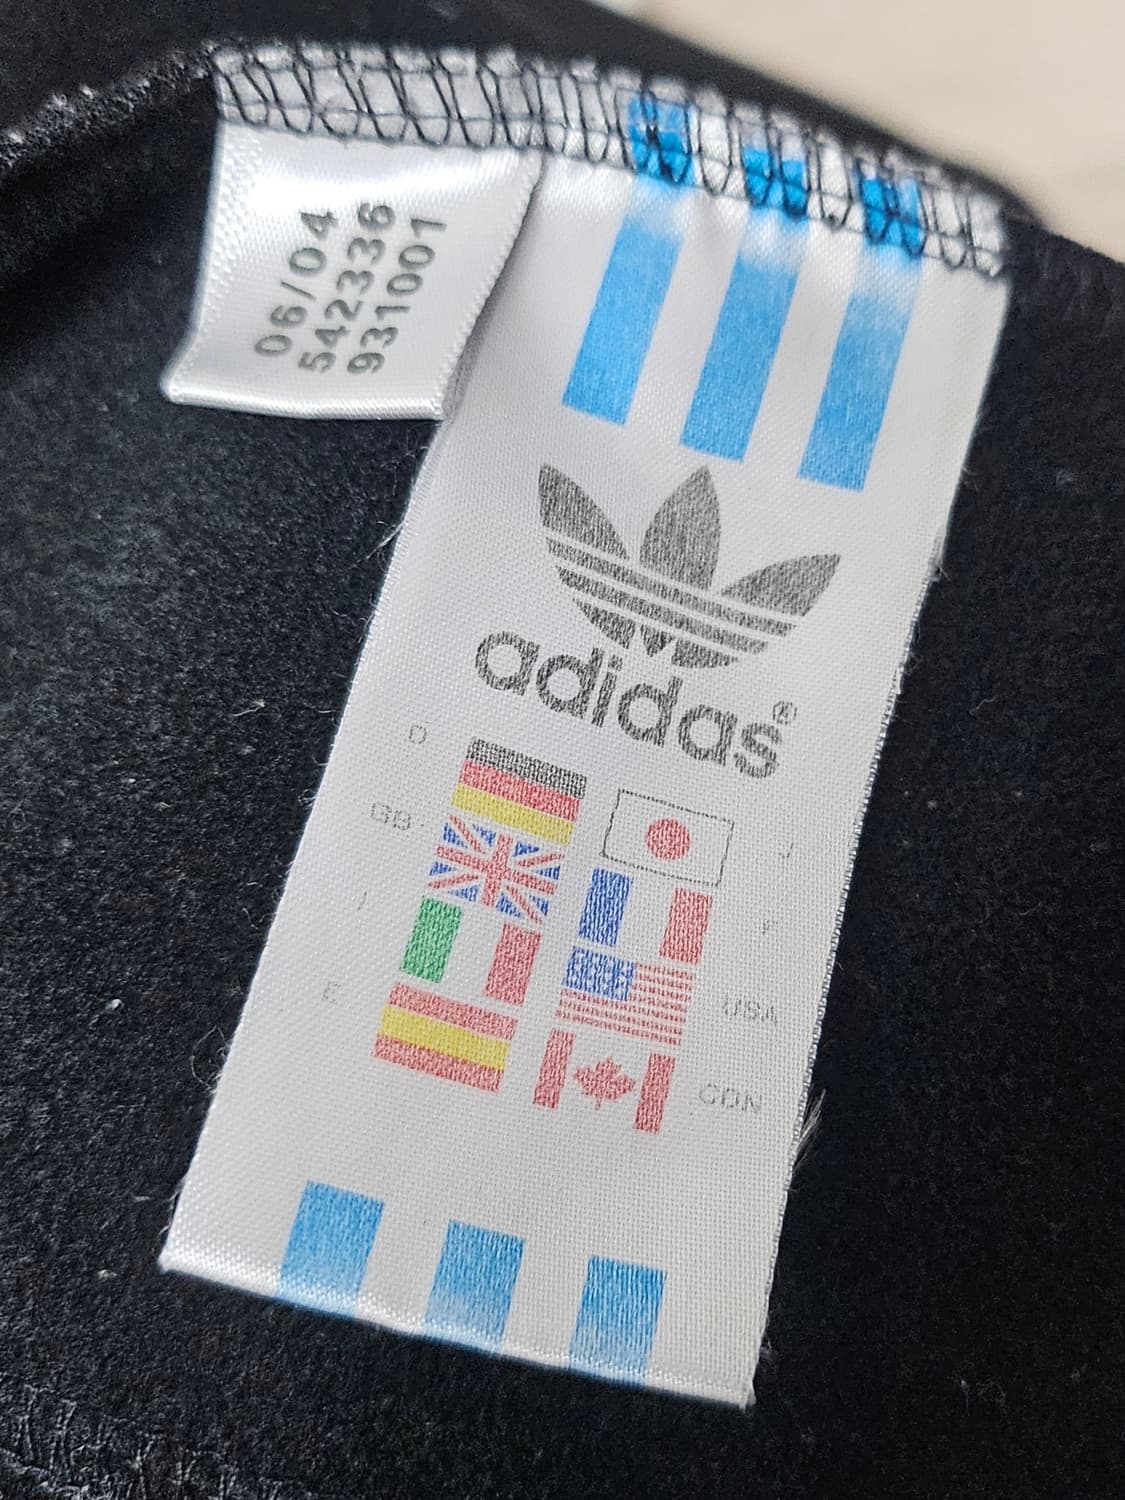 06/04
542336
931001
adidas®
D
J
GB
F
I
USA
E
CDN